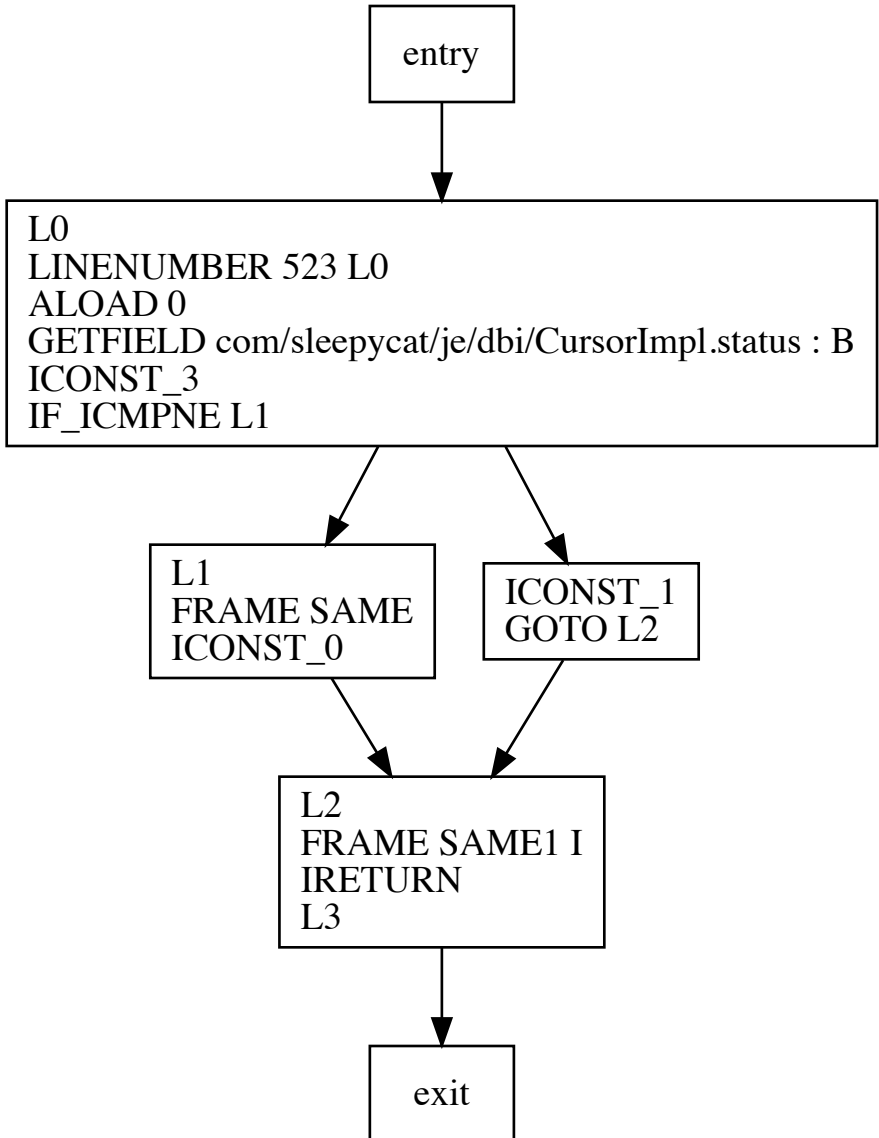 entry
L0
LINENUMBER 523 L0
ALOAD 0
GETFIELD com/sleepycat/je/dbi/CursorImpl.status : B
ICONST_3
IF_ICMPNE L1
L1
FRAME SAME
ICONST_0
ICONST_1
GOTO L2
L2
FRAME SAME1 I
IRETURN
L3
exit